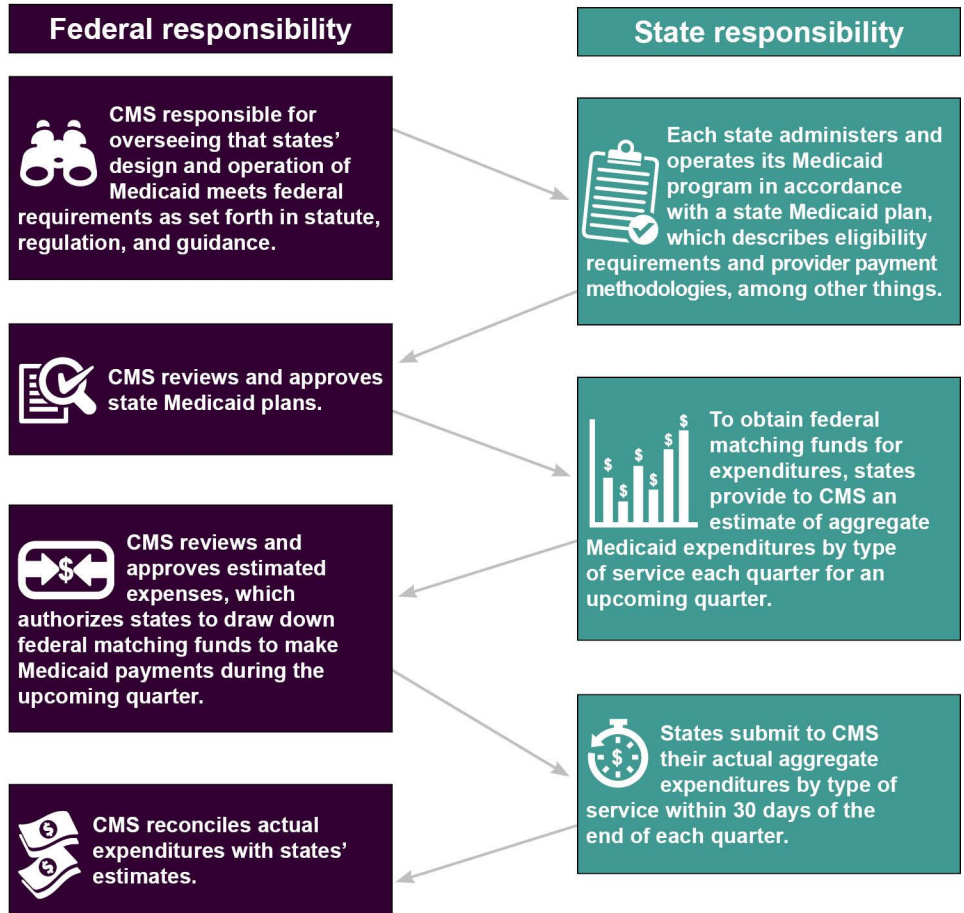 Federal responsibility
State responsibility
CMS responsible for
overseeing that states’
design and operation of
Medicaid meets federal
requirements as set forth in statute,
regulation, and guidance.
Each state administers and
operates its Medicaid
program in accordance
with a state Medicaid plan,
which describes eligibility
requirements and provider payment
methodologies, among other things.
CMS reviews and approves
state Medicaid plans.
$ $ $ $ $ $
To obtain federal
matching funds for
expenditures, states
provide to CMS an
estimate of aggregate
Medicaid expenditures by type
of service each quarter for an
upcoming quarter.
$
CMS reviews and
approves estimated
expenses, which
authorizes states to draw down
federal matching funds to make
Medicaid payments during the
upcoming quarter.
$
States submit to CMS
their actual aggregate
expenditures by type of
service within 30 days of the
end of each quarter.
$
$
CMS reconciles actual
expenditures with states’
estimates.